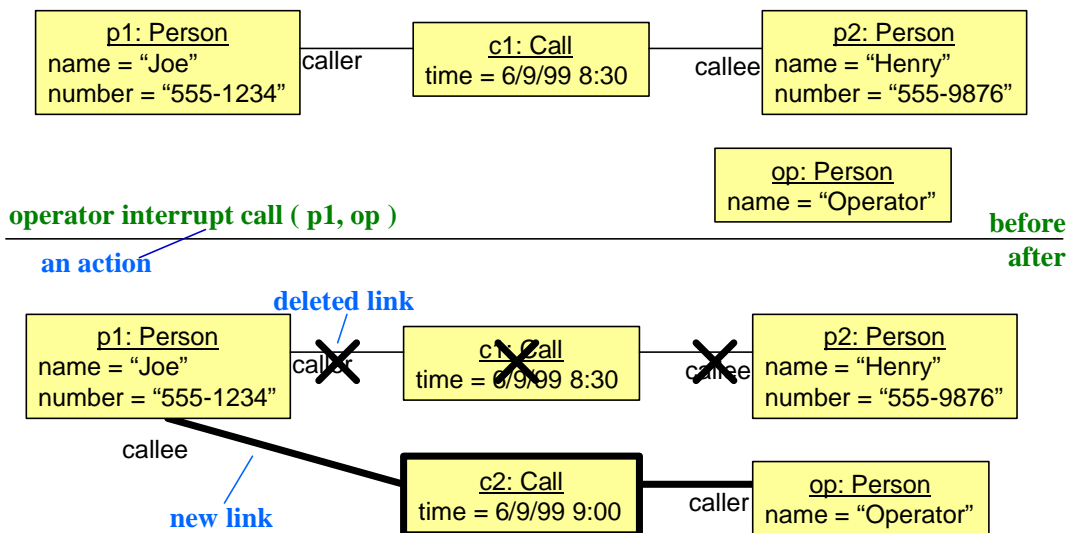 p1: Person
name = “Joe”
number = “555-1234”
caller
c1: Call
time = 6/9/99 8:30
callee
p2: Person
name = “Henry”
number = “555-9876”
op: Person
name = “Operator”
operator interrupt call ( p1, op )
before
an action
after
deleted link
p1: Person
name = “Joe”
number = “555-1234”
caller
c1: Call
time = 6/9/99 8:30
callee
p2: Person
name = “Henry”
number = “555-9876”
callee
new link
c2: Call
time = 6/9/99 9:00
caller
op: Person
name = “Operator”